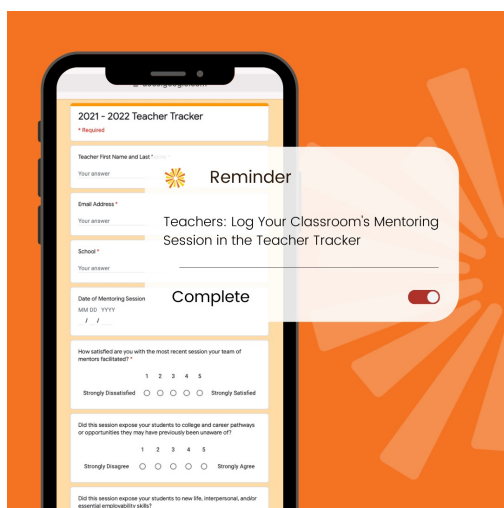 2021 - 2022 Teacher Tracker
* Required
Teacher First Name and Last
Your answer
Email Address *
Your answer
School *
Your answer
Date of Mentoring Session
MM DD YYYY
/ /
Reminder
Teachers: Log Your Classroom's Mentoring
Session in the Teacher Tracker
Complete
How satisfied are you with the most recent session your team of
mentors facilitated? *
1 2 3 4 5
Strongly Dissatisfied Strongly Satisfied
Did this session expose your students to college and career pathways
or opportunities they may have previously been unaware of?
1 2 3 4 5
Strongly Disagree Strongly Agree
Did this session expose your students to new life, interpersonal, and/or
essential employability skills?